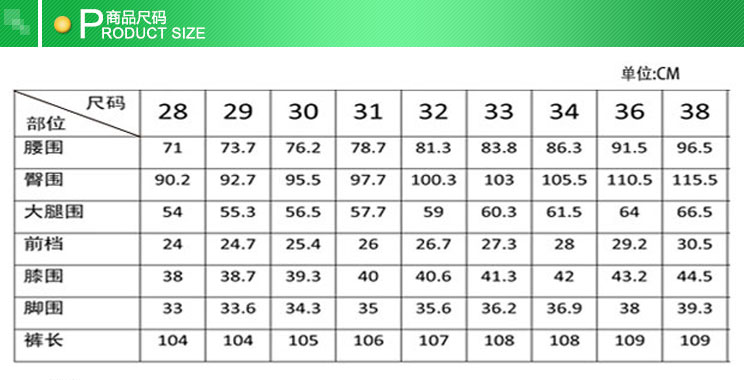 商品尺码
PRODUCT SIZE
单位:CM
尺码 28 29 30 31 32 33 34 36 38
部位
腰围 71 73.7 76.2 78.7 81.3 83.8 86.3 91.5 96.5
臀围 90.2 92.7 95.5 97.7 100.3 103 105.5 110.5 115.5
大腿围 54 55.3 56.5 57.7 59 60.3 61.5 64 66.5
前档 24 24.7 25.4 26 26.7 27.3 28 29.2 30.5
膝围 38 38.7 39.3 40 40.6 41.3 42 43.2 44.5
脚围 33 33.6 34.3 35 35.6 36.2 36.9 38 39.3
裤长 104 104 105 106 107 108 108 109 109